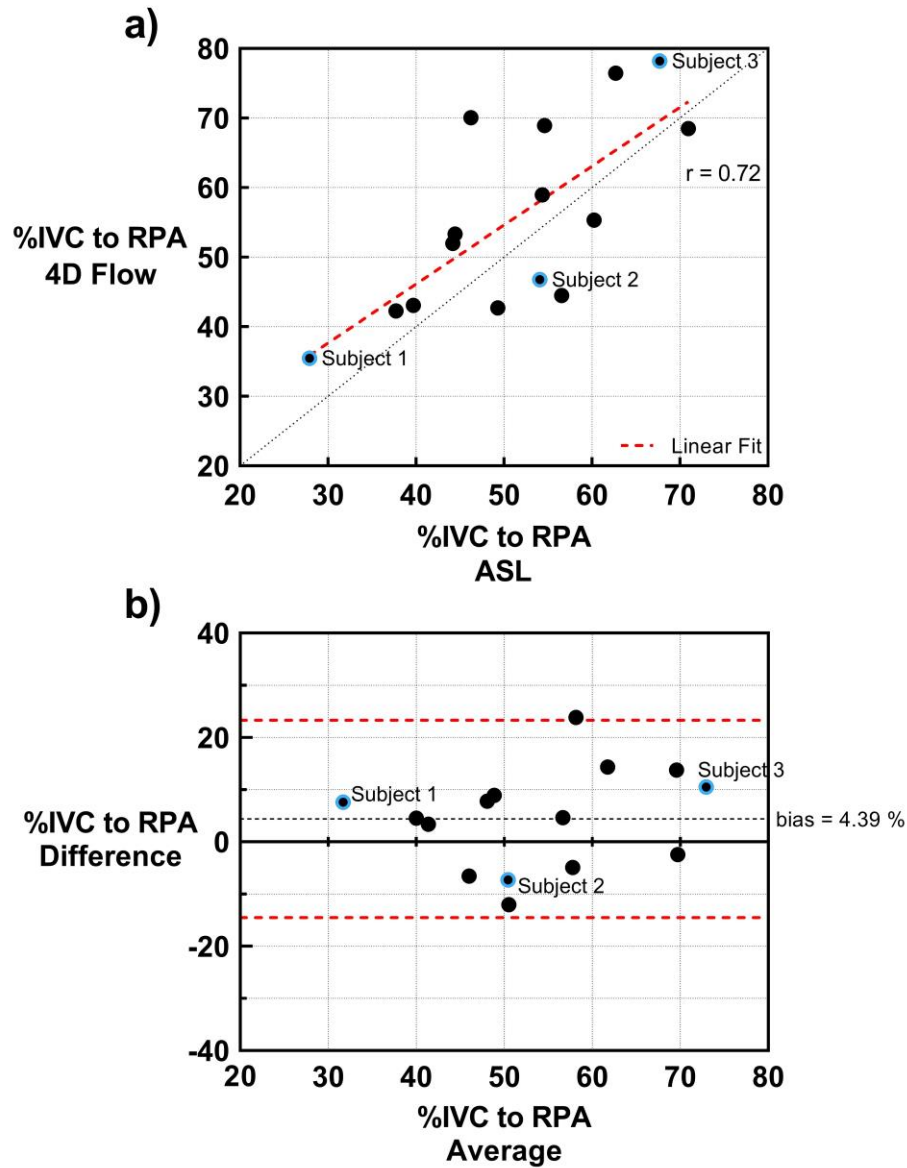 a)
80
70
60
50
40
30
20
%IVC to RPA
4D Flow
Subject 3
r = 0.72
Subject 2
Subject 1
Linear Fit
20 30 40 50 60 70 80
%IVC to RPA
ASL
b)
40
20
0
-20
-40
%IVC to RPA
Difference
Subject 1
Subject 3
bias = 4.39 %
Subject 2
20 30 40 50 60 70 80
%IVC to RPA
Average